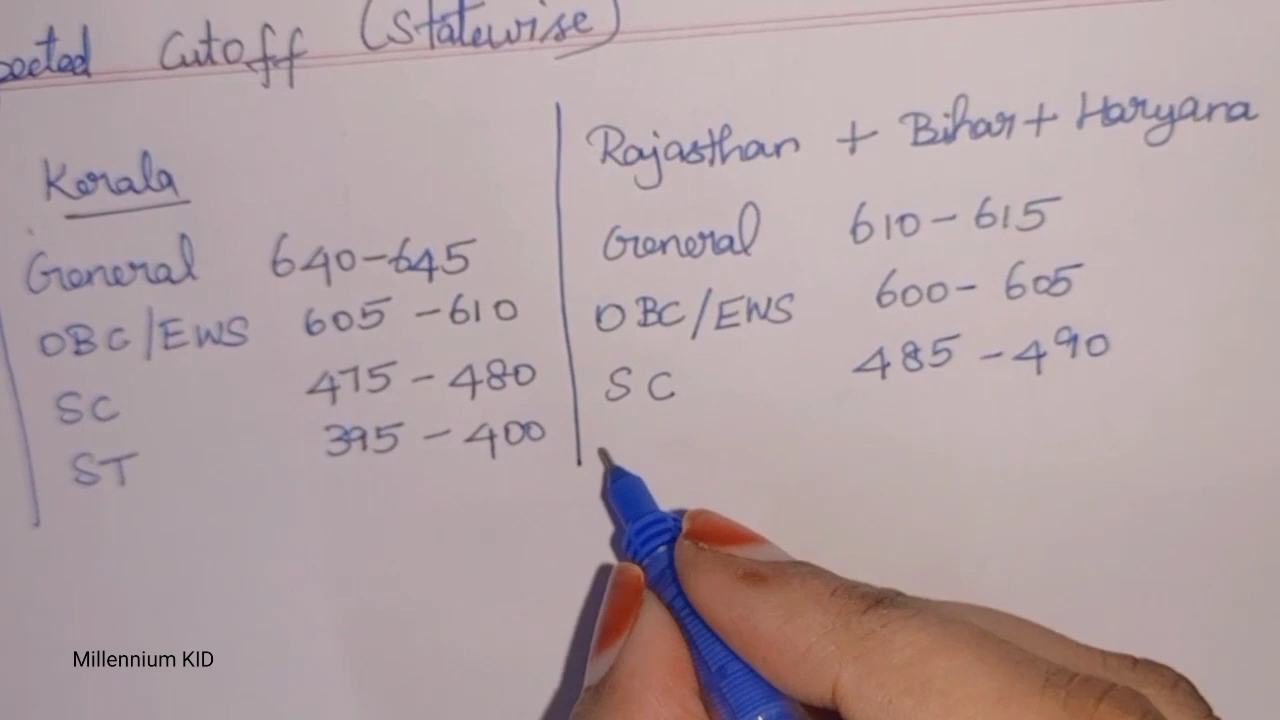 pected Cutoff (Statewise)
Kerala
General 640-645
OBC/EWS 605-610
SC 475-480
ST 395-400
Rajasthan + Bihar + Haryana
General 610-615
OBC/EWS 600-605
SC 485-490
Millennium KID